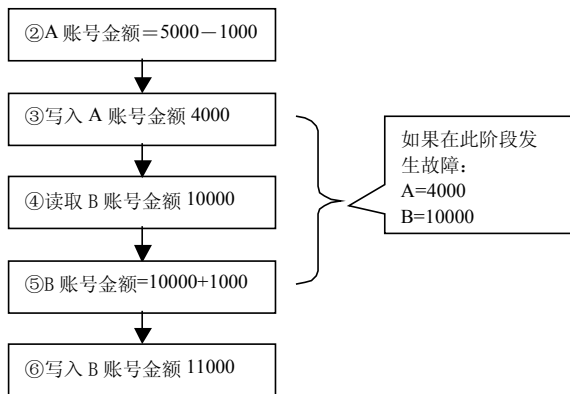 ②A 账号金额＝5000－1000
③写入 A 账号金额 4000
④读取 B 账号金额 10000
⑤B 账号金额=10000+1000
⑥写入 B 账号金额 11000
如果在此阶段发
生故障：
A=4000
B=10000